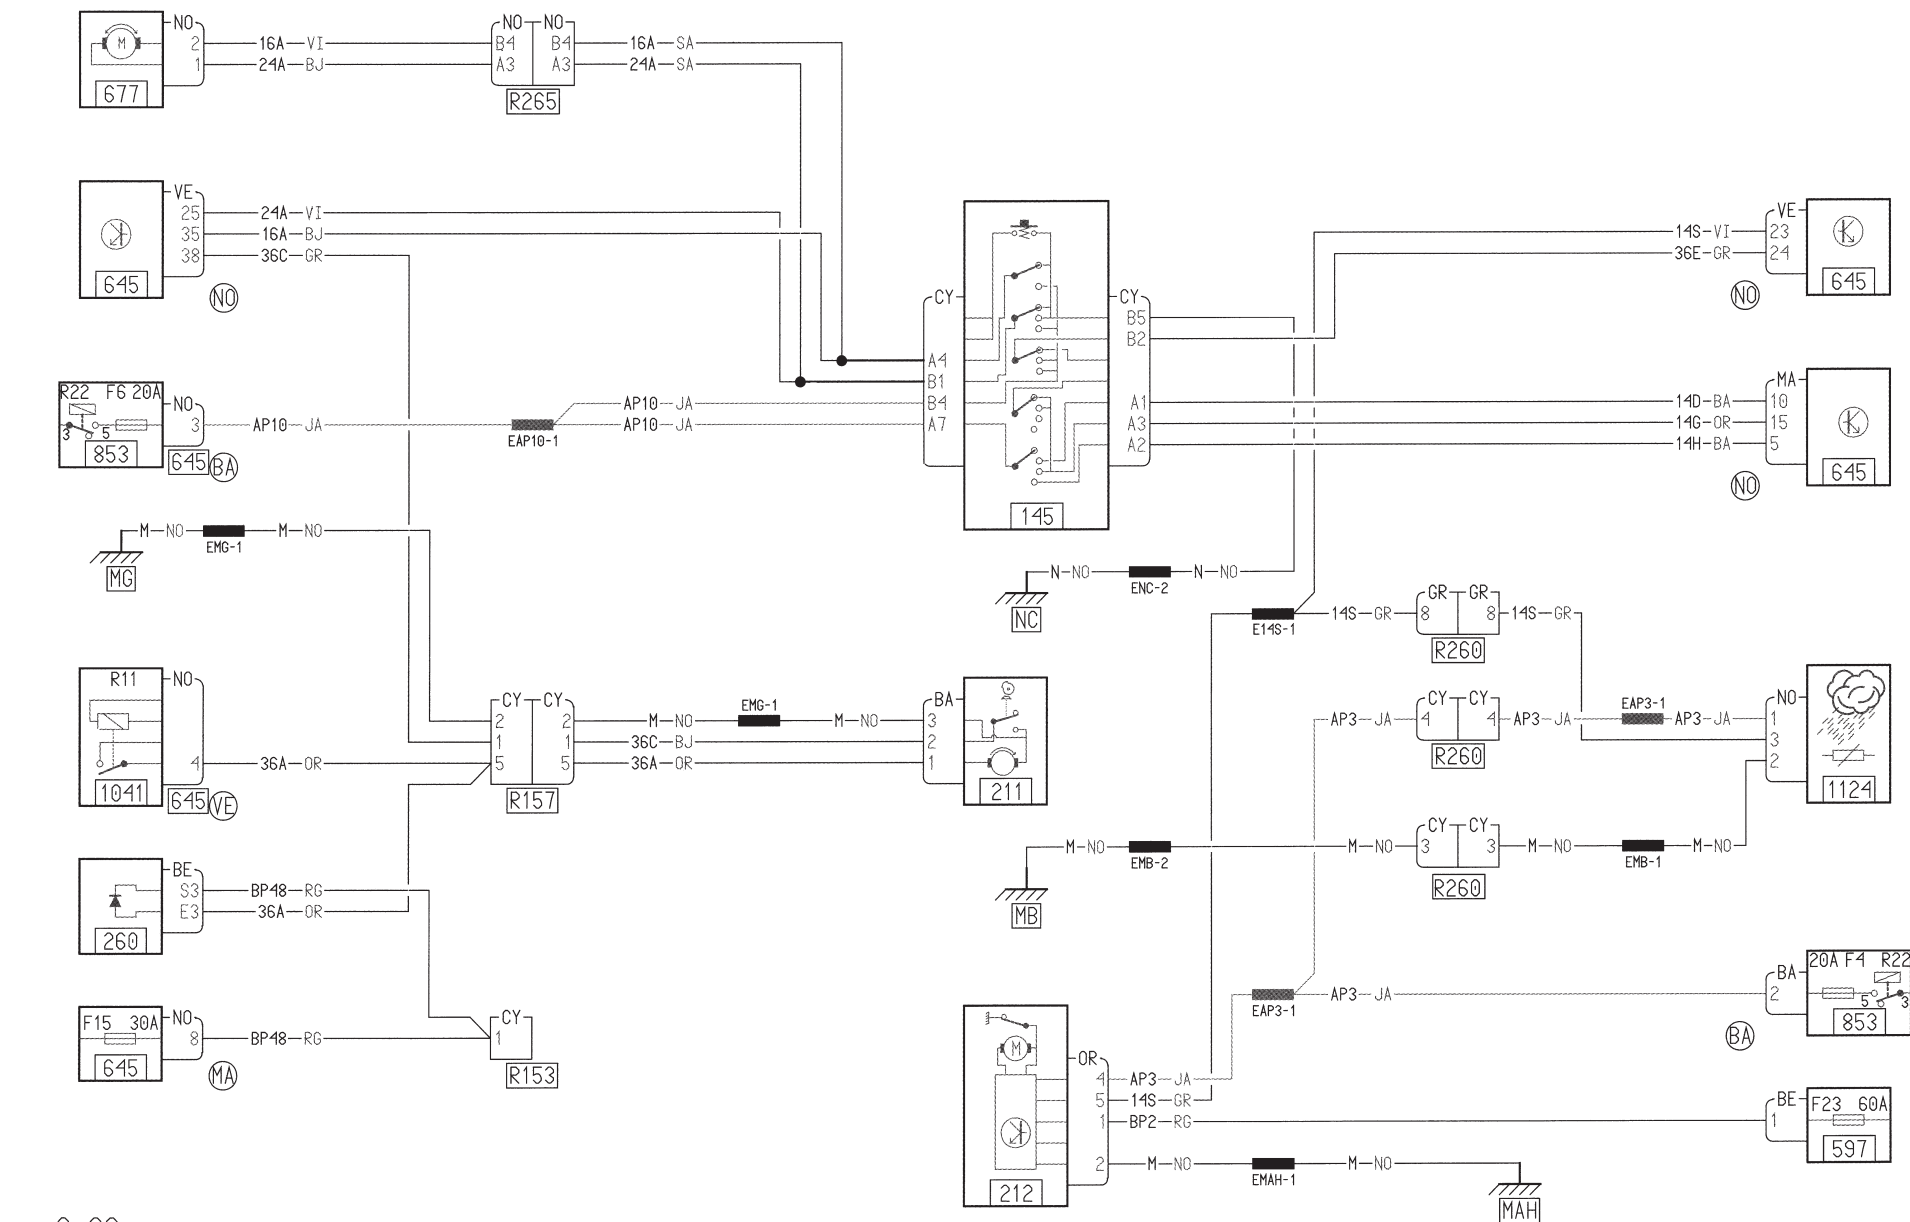 NO
2 16A VI B4
1 24A BJ A3
M
677
NO NO
B4 16A SA
A3 24A SA
R265
VE
25 24A VI
35 16A BJ
38 36C GR
645
NO
R22 F6 20A
3 5
853
NO
3 AP10 JA
645 BA
EAP10-1
AP10 JA
AP10 JA
CY
A4
B1
B4
A7
145
CY
B5
B2
A1
A3
A2
VE
14S VI 23
36E GR 24
645
NO
MA
14D BA 10
14G OR 15
14H BA 5
645
NO
M NO EMG-1 M NO
MG
N NO ENC-2 N NO
NC
E14S-1
14S GR
GR GR
8 8
14S GR
R260
R11
NO
4 36A OR
1041
645 VE
CY CY
2 2
1 1
5 5
R157
M NO EMG-1 M NO
36C BJ
36A OR
BA
3
2
1
211
AP3 JA
CY CY
4 4
AP3 JA
EAP3-1
AP3 JA
R260
NO
1
3
2
1124
M NO EMB-2 M NO
MB
CY CY
3 3
M NO EMB-1 M NO
R260
BE
S3 BP48 RG
E3 36A OR
260
F15 30A
NO
8 BP48 RG
645
MA
CY
1
R153
EAP3-1
AP3 JA
BA
2
20A F4 R22
5 3
853
BA
M
OR
4 AP3 JA
5 14S GR
1 BP2 RG
2 M NO EMAH-1 M NO
212
MAH
BE
1
F23 60A
597